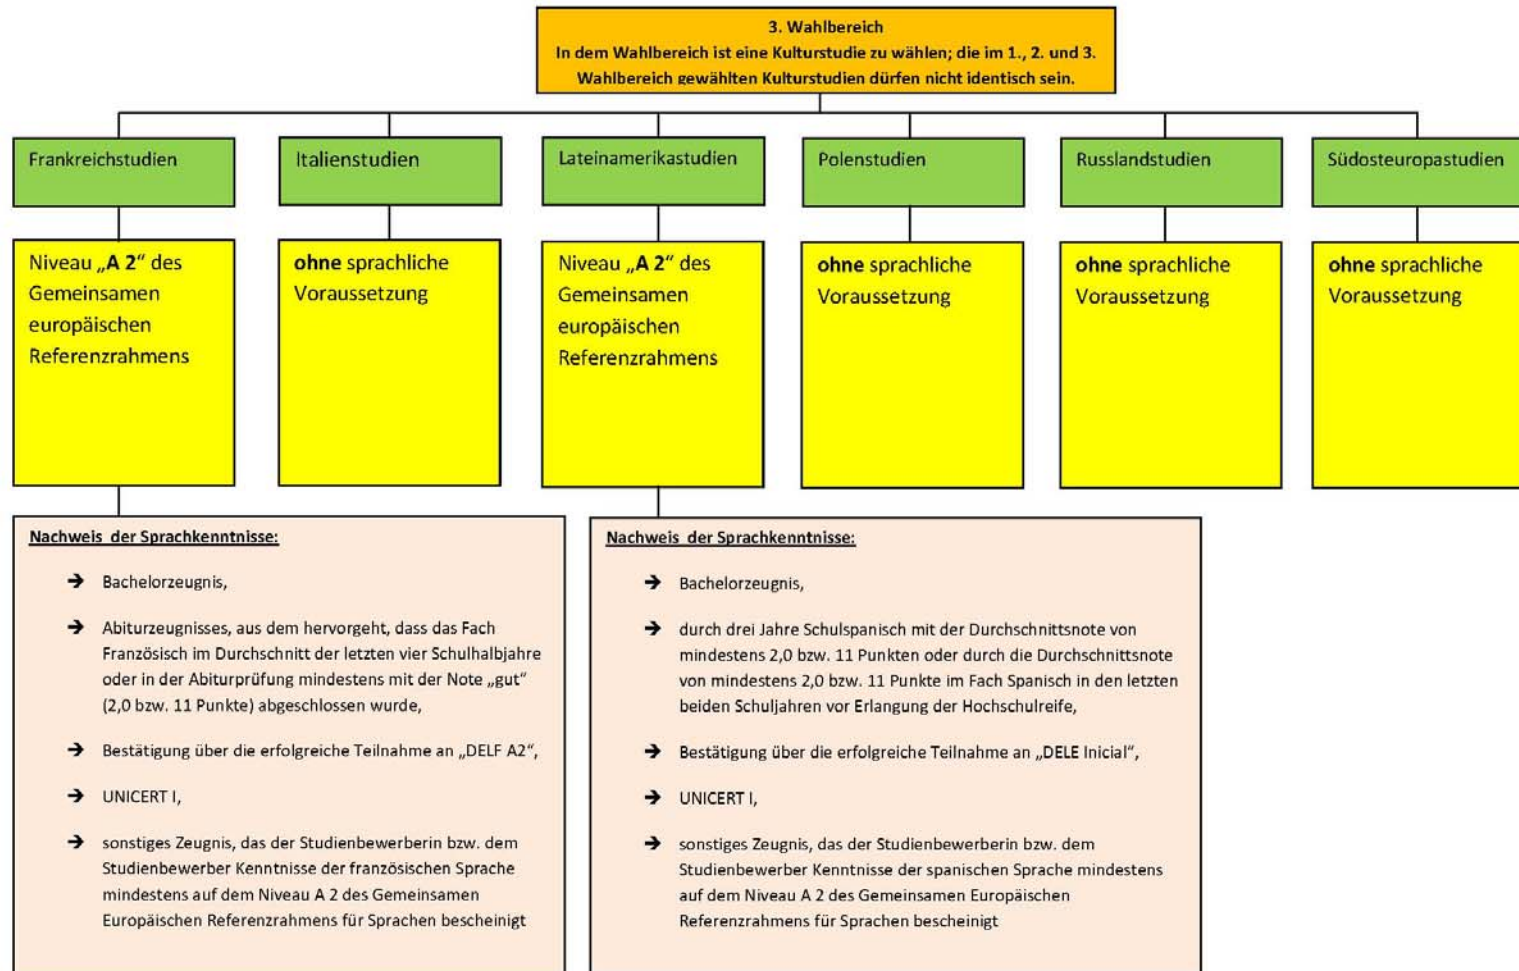 3. Wahlbereich
In dem Wahlbereich ist eine Kulturstudie zu wählen; die im 1., 2. und 3.
Wahlbereich gewählten Kulturstudien dürfen nicht identisch sein.
Frankreichstudien
Italienstudien
Lateinamerikastudien
Polenstudien
Russlandstudien
Südosteuropastudien
Niveau „A 2“ des
Gemeinsamen
europäischen
Referenzrahmens
ohne sprachliche
Voraussetzung
Niveau „A 2“ des
Gemeinsamen
europäischen
Referenzrahmens
ohne sprachliche
Voraussetzung
ohne sprachliche
Voraussetzung
ohne sprachliche
Voraussetzung
Nachweis der Sprachkenntnisse:
➔ Bachelorzeugnis,
➔ Abiturzeugnisses, aus dem hervorgeht, dass das Fach
Französisch im Durchschnitt der letzten vier Schulhalbjahre
oder in der Abiturprüfung mindestens mit der Note „gut“
(2,0 bzw. 11 Punkte) abgeschlossen wurde,
➔ Bestätigung über die erfolgreiche Teilnahme an „DELF A2“,
➔ UNICERT I,
➔ sonstiges Zeugnis, das der Studienbewerberin bzw. dem
Studienbewerber Kenntnisse der französischen Sprache
mindestens auf dem Niveau A 2 des Gemeinsamen
Europäischen Referenzrahmens für Sprachen bescheinigt
Nachweis der Sprachkenntnisse:
➔ Bachelorzeugnis,
➔ durch drei Jahre Schulspanisch mit der Durchschnittsnote von
mindestens 2,0 bzw. 11 Punkten oder durch die Durchschnittsnote
von mindestens 2,0 bzw. 11 Punkte im Fach Spanisch in den letzten
beiden Schuljahren vor Erlangung der Hochschulreife,
➔ Bestätigung über die erfolgreiche Teilnahme an „DELE Inicial“,
➔ UNICERT I,
➔ sonstiges Zeugnis, das der Studienbewerberin bzw. dem
Studienbewerber Kenntnisse der spanischen Sprache mindestens
auf dem Niveau A 2 des Gemeinsamen Europäischen
Referenzrahmens für Sprachen bescheinigt